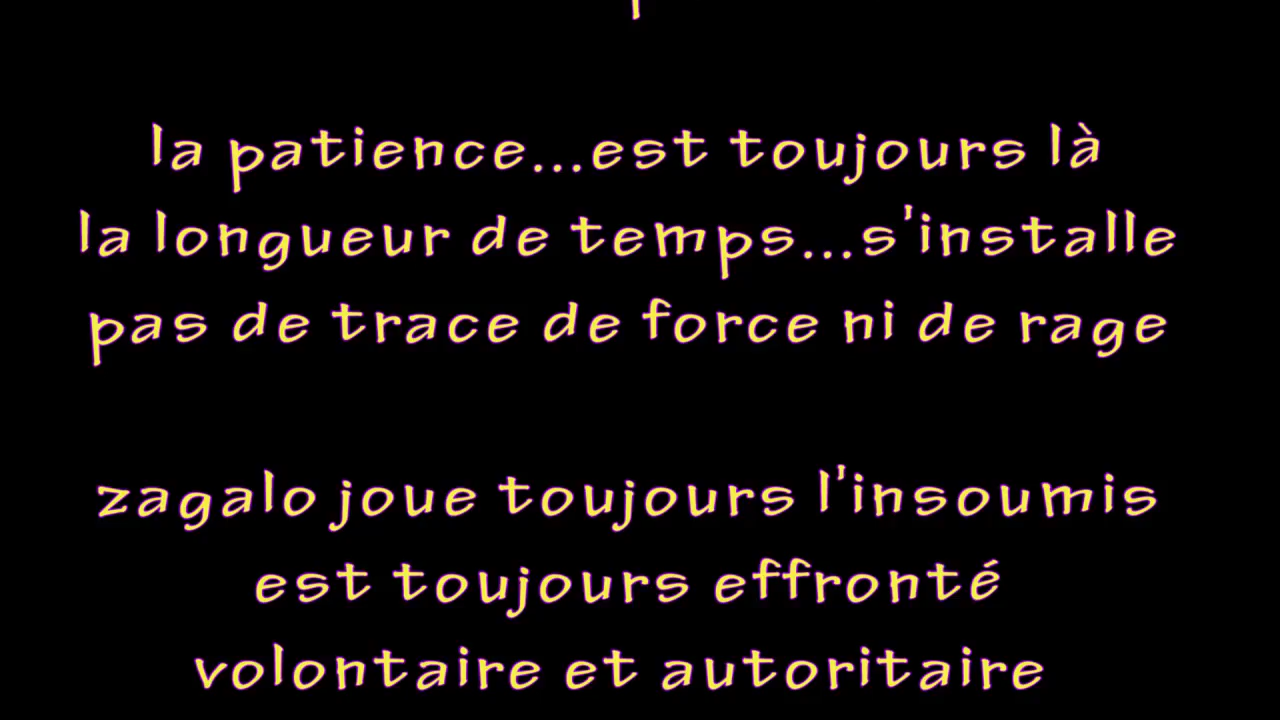 la patience...est toujours là
la longueur de temps...s'installe
pas de trace de force ni de rage
zagalo joue toujours l'insoumis
est toujours effronté
volontaire et autoritaire